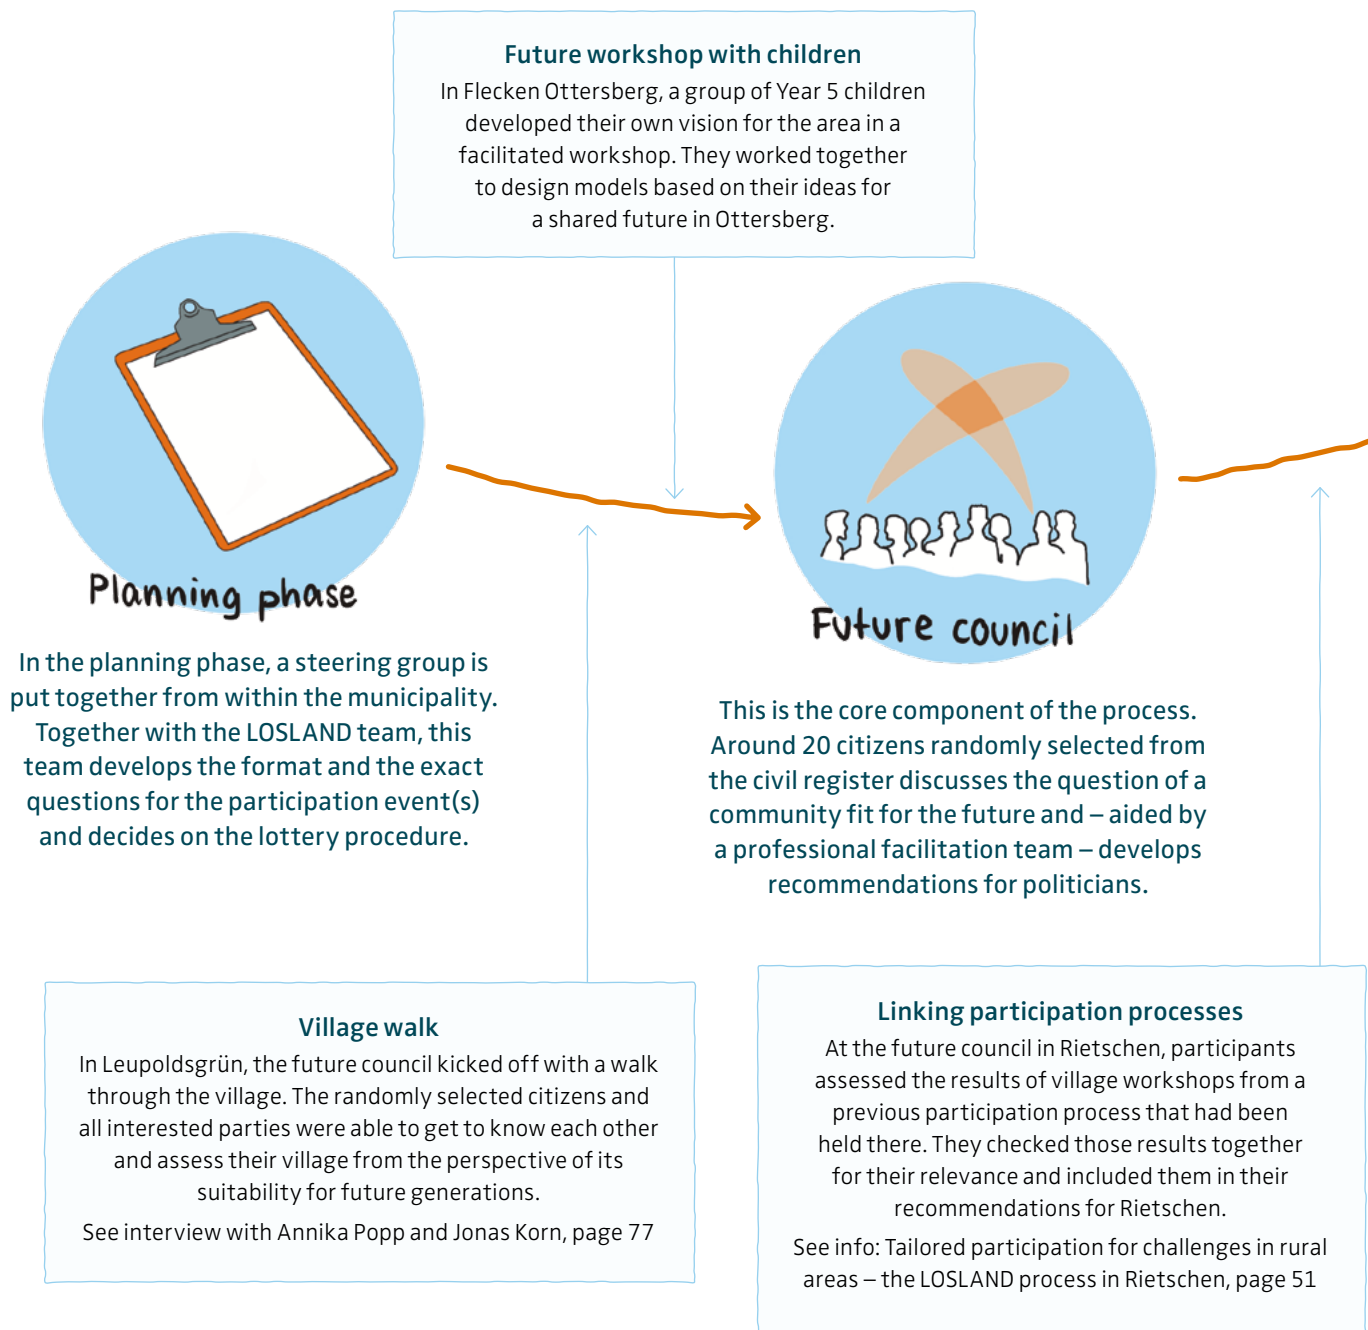 Future workshop with children
In Flecken Ottersberg, a group of Year 5 children
developed their own vision for the area in a
facilitated workshop. They worked together
to design models based on their ideas for
a shared future in Ottersberg.
Planning phase
In the planning phase, a steering group is
put together from within the municipality.
Together with the LOSLAND team, this
team develops the format and the exact
questions for the participation event(s)
and decides on the lottery procedure.
Future council
This is the core component of the process.
Around 20 citizens randomly selected from
the civil register discusses the question of a
community fit for the future and – aided by
a professional facilitation team – develops
recommendations for politicians.
Village walk
In Leupoldsgrün, the future council kicked off with a walk
through the village. The randomly selected citizens and
all interested parties were able to get to know each other
and assess their village from the perspective of its
suitability for future generations.
See interview with Annika Popp and Jonas Korn, page 77
Linking participation processes
At the future council in Rietschen, participants
assessed the results of village workshops from a
previous participation process that had been
held there. They checked those results together
for their relevance and included them in their
recommendations for Rietschen.
See info: Tailored participation for challenges in rural
areas – the LOSLAND process in Rietschen, page 51